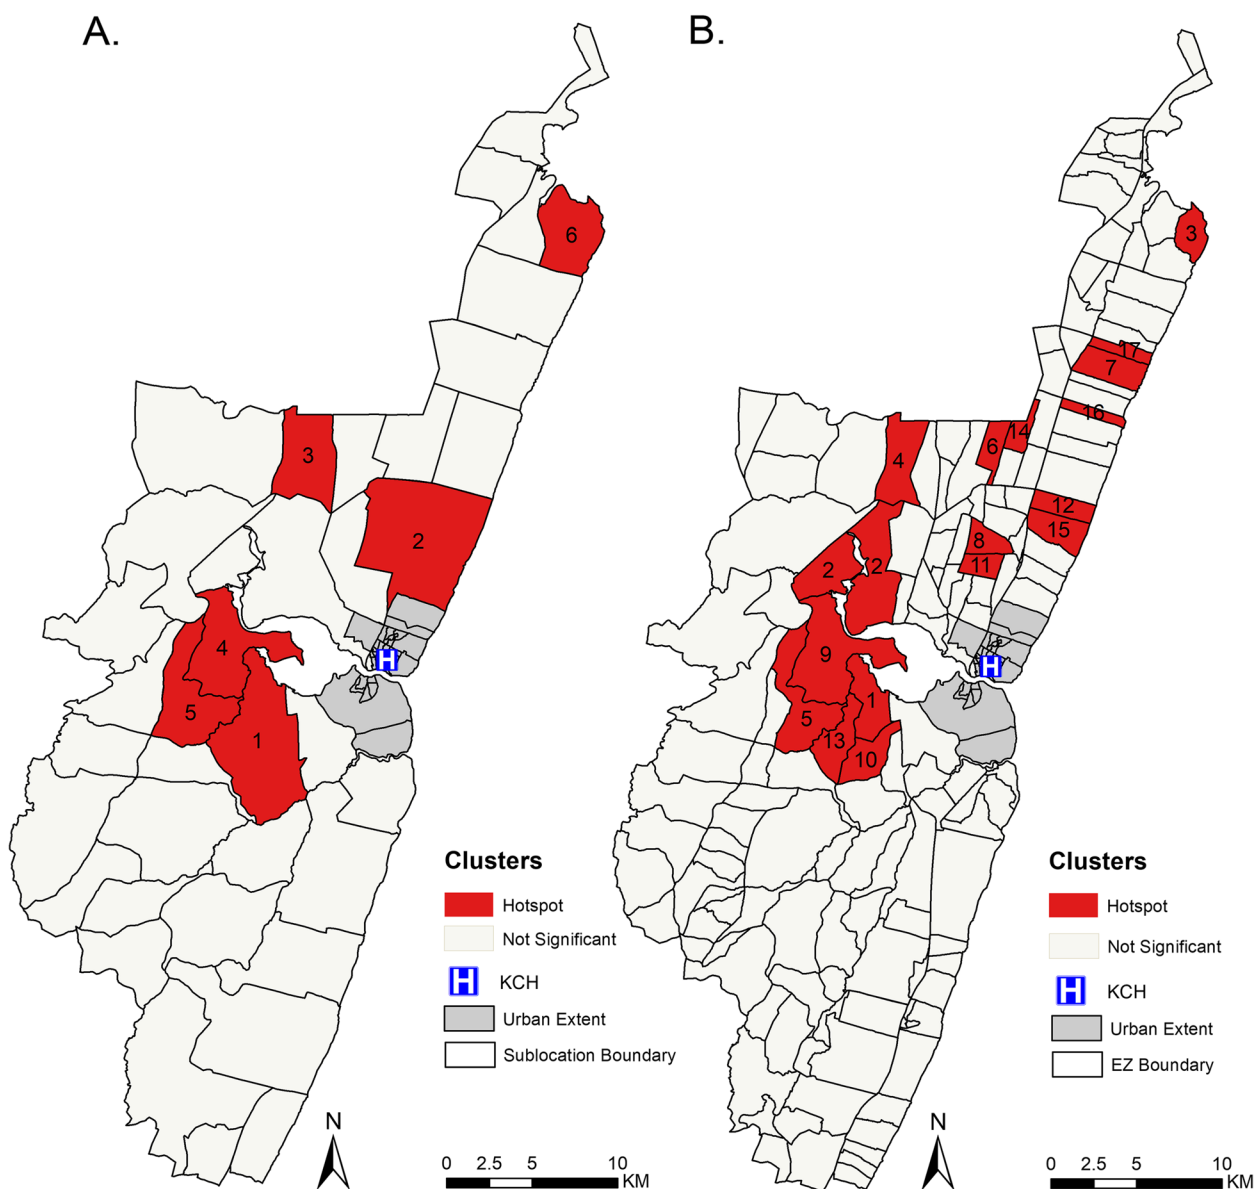 A.
6
3
2
4
5
1
H
Clusters
Hotspot
Not Significant
H KCH
Urban Extent
Sublocation Boundary
N
0 2.5 5 10
KM
B.
3
17
7
16
14
6
4
12
15
8
11
2
2
9
1
5
13
10
H
Clusters
Hotspot
Not Significant
H KCH
Urban Extent
EZ Boundary
N
0 2.5 5 10
KM